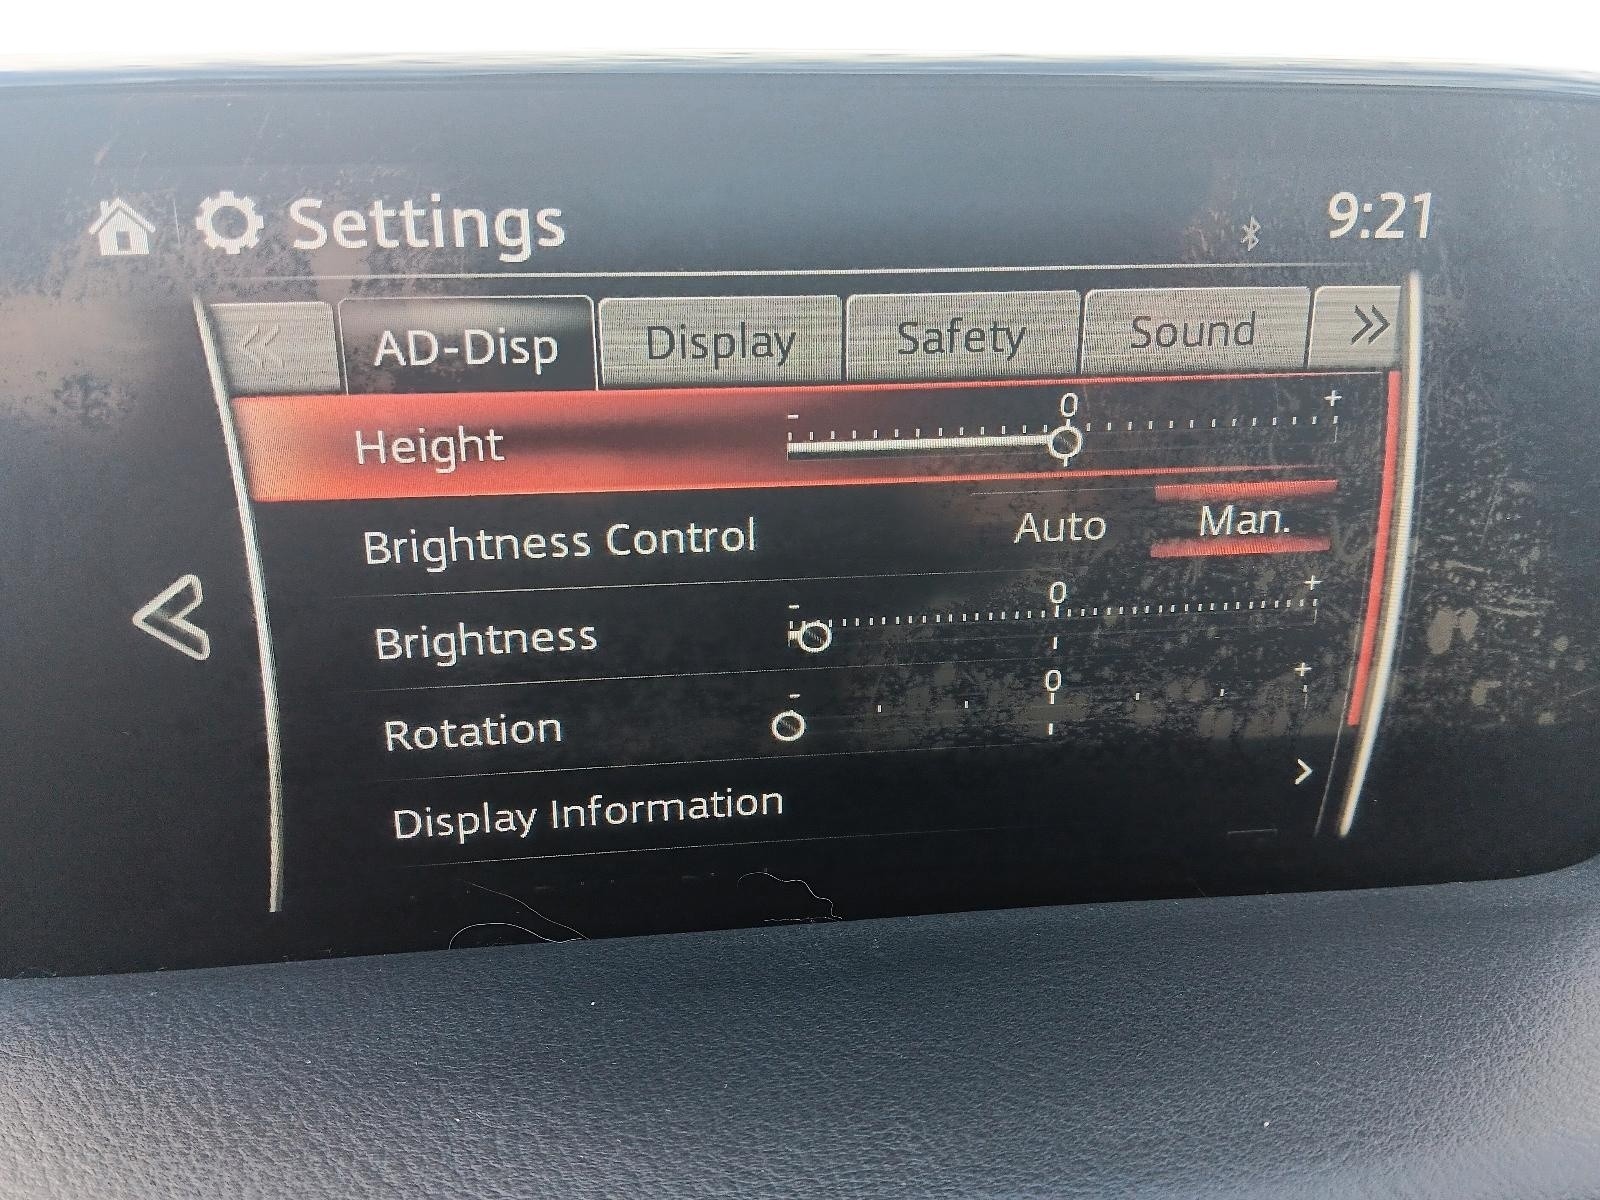 Settings 9:21
AD-Disp Display Safety Sound
Height - 0 +
Brightness Control Auto Man.
Brightness - 0 +
Rotation - 0 +
Display Information